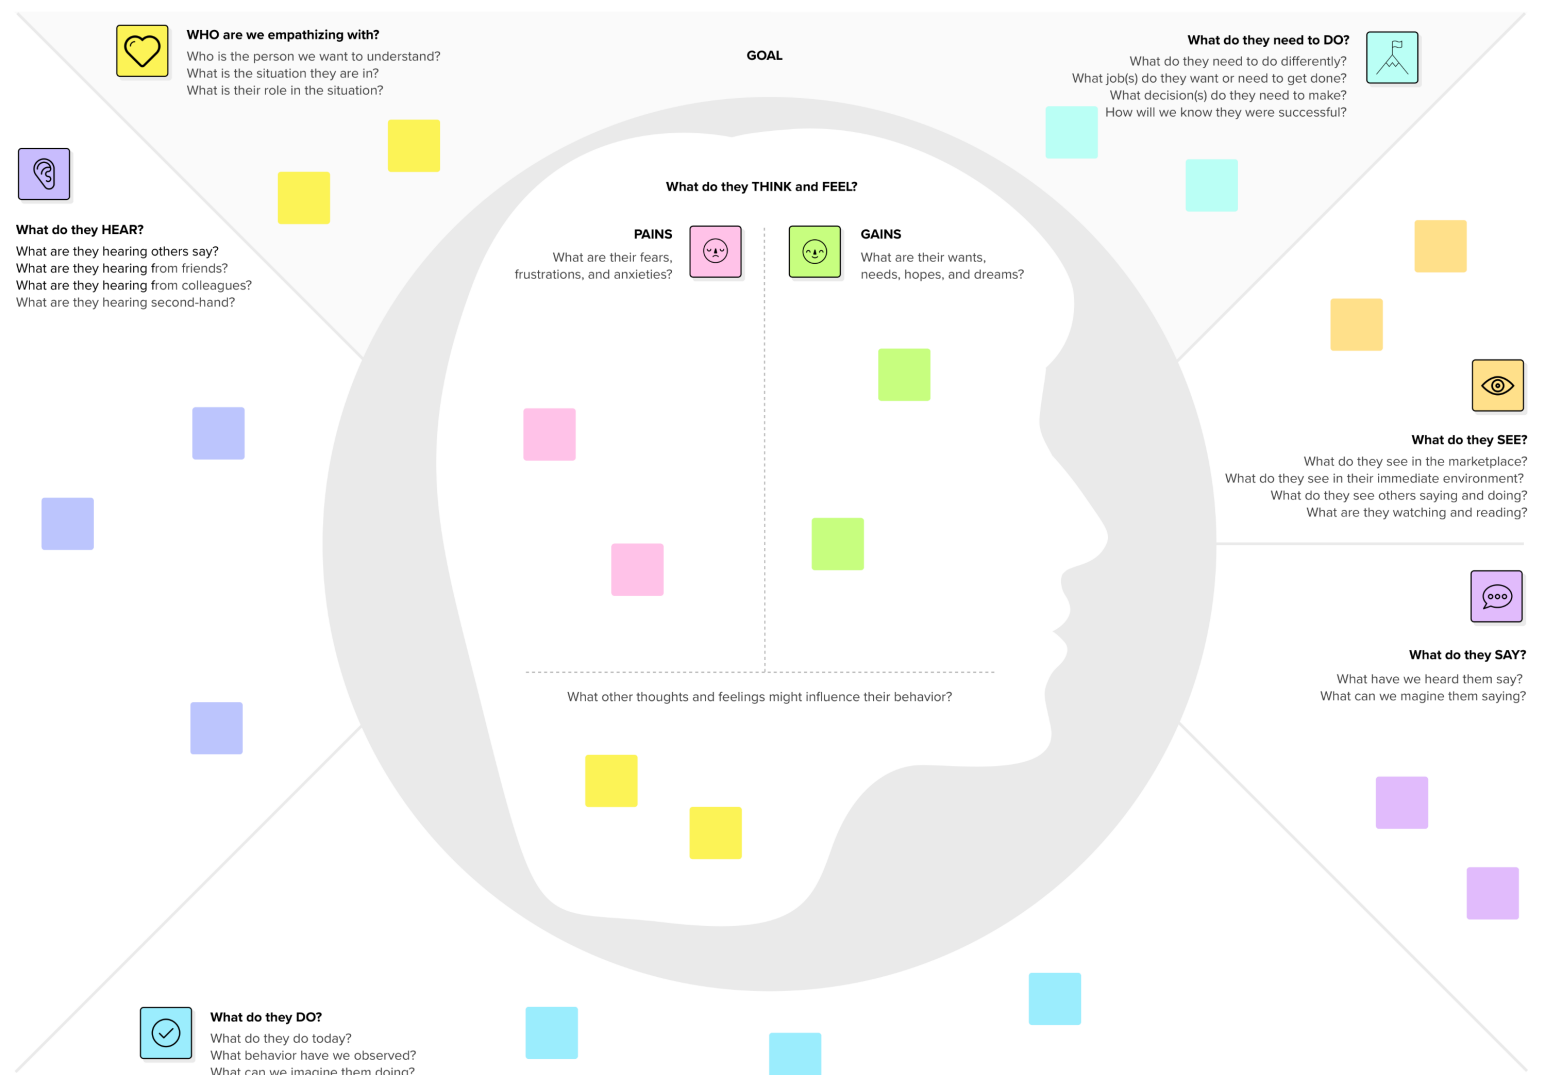 WHO are we empathizing with?
Who is the person we want to understand?
What is the situation they are in?
What is their role in the situation?
GOAL
What do they need to DO?
What do they need to do differently?
What job(s) do they want or need to get done?
What decision(s) do they need to make?
How will we know they were successful?
What do they HEAR?
What are they hearing others say?
What are they hearing from friends?
What are they hearing from colleagues?
What are they hearing second-hand?
What do they THINK and FEEL?
PAINS
What are their fears,
frustrations, and anxieties?
GAINS
What are their wants,
needs, hopes, and dreams?
What do they SEE?
What do they see in the marketplace?
What do they see in their immediate environment?
What do they see others saying and doing?
What are they watching and reading?
What do they SAY?
What have we heard them say?
What can we magine them saying?
What other thoughts and feelings might influence their behavior?
What do they DO?
What do they do today?
What behavior have we observed?
What can we imagine them doing?